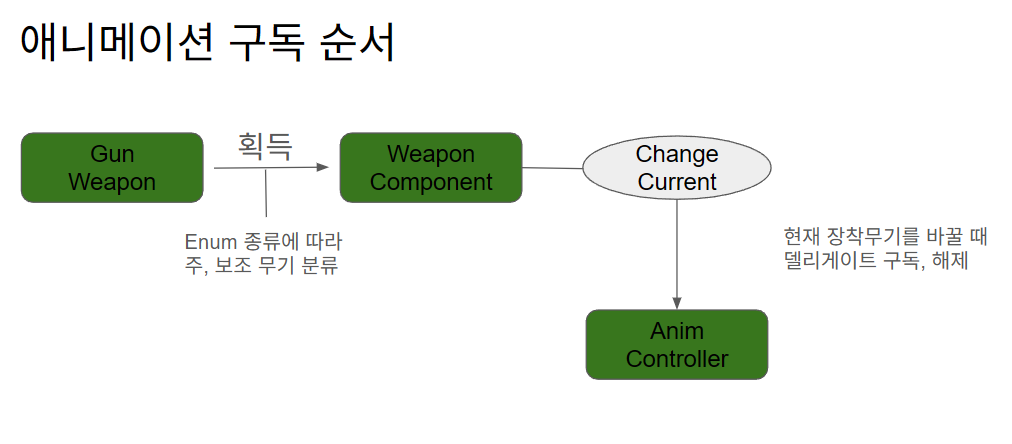 애니메이션 구독 순서
Gun
Weapon
획득
Weapon
Component
Change
Current
Enum 종류에 따라
주, 보조 무기 분류
현재 장착무기를 바꿀 때
델리게이트 구독, 해제
Anim
Controller